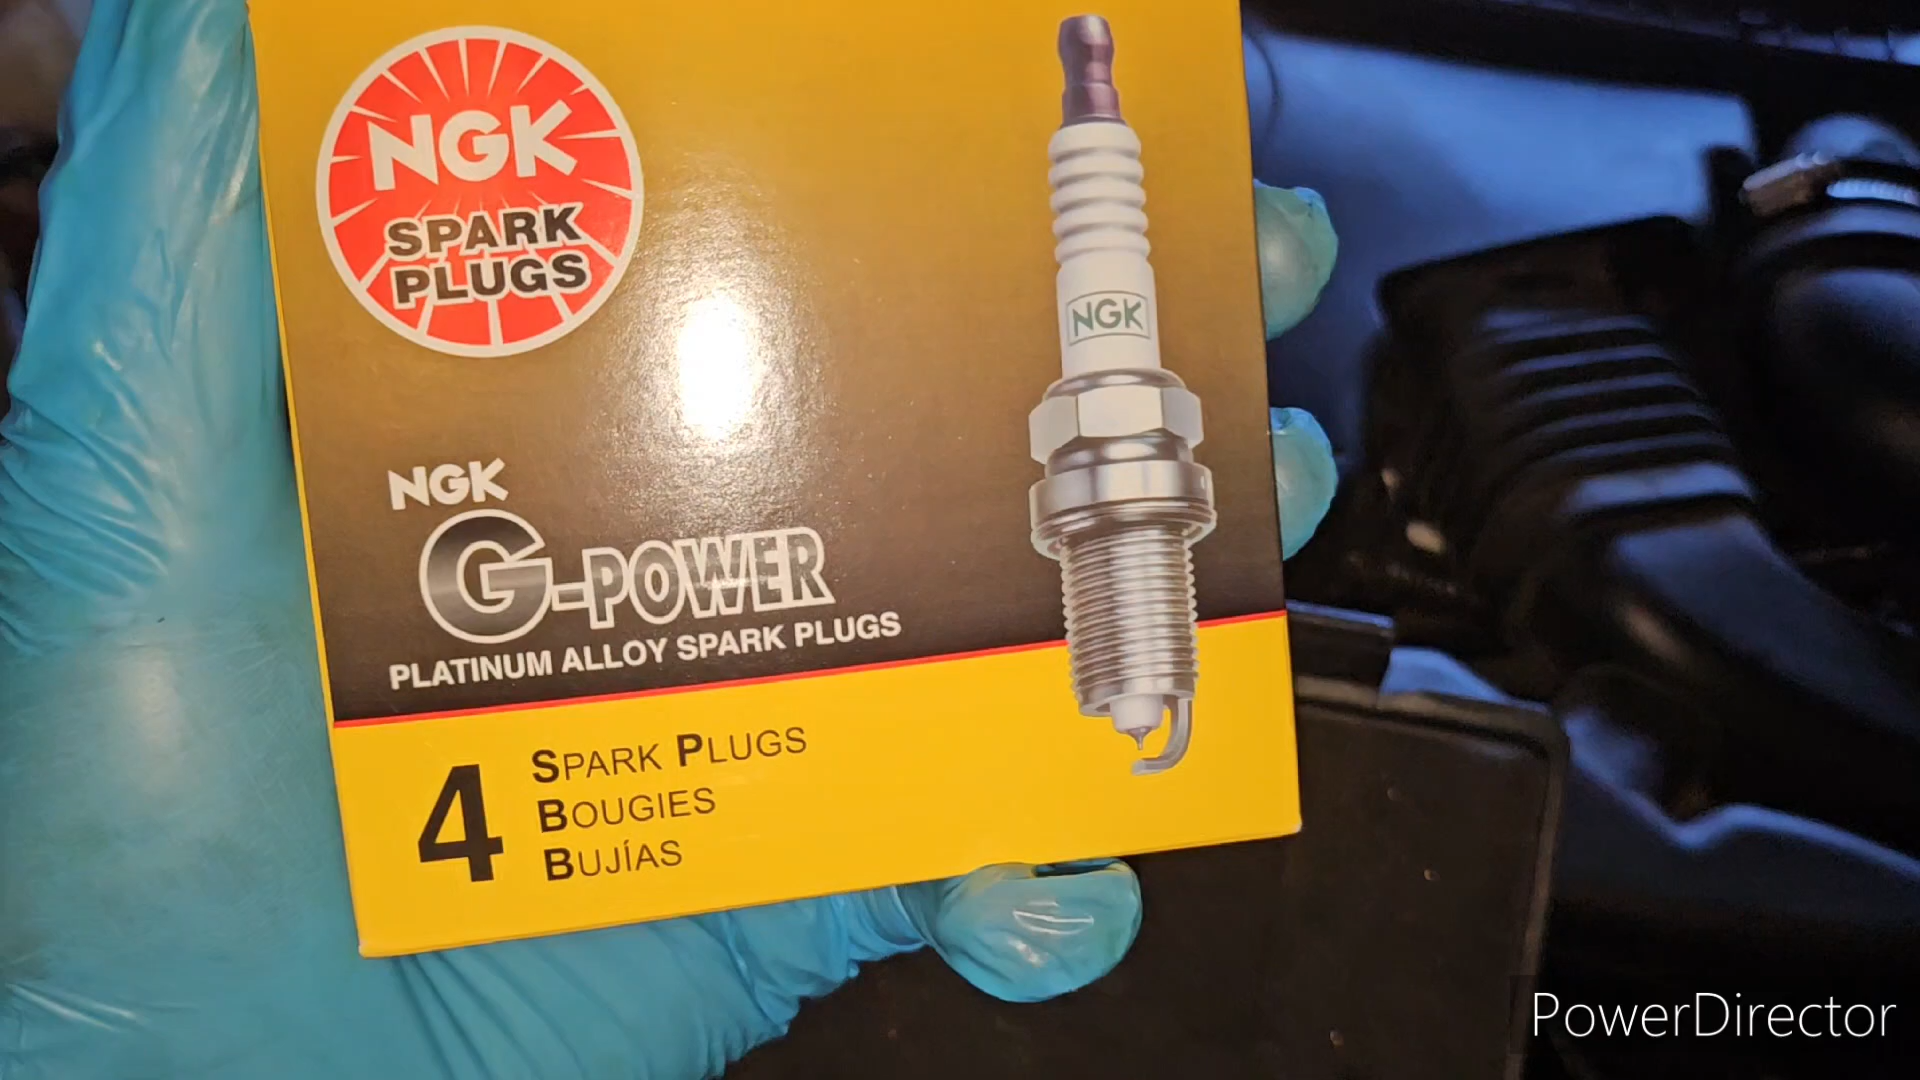 NGK
SPARK
PLUGS
NGK
NGK
G-POWER
PLATINUM ALLOY SPARK PLUGS
4
SPARK PLUGS
BOUGIES
BUJÍAS
PowerDirector